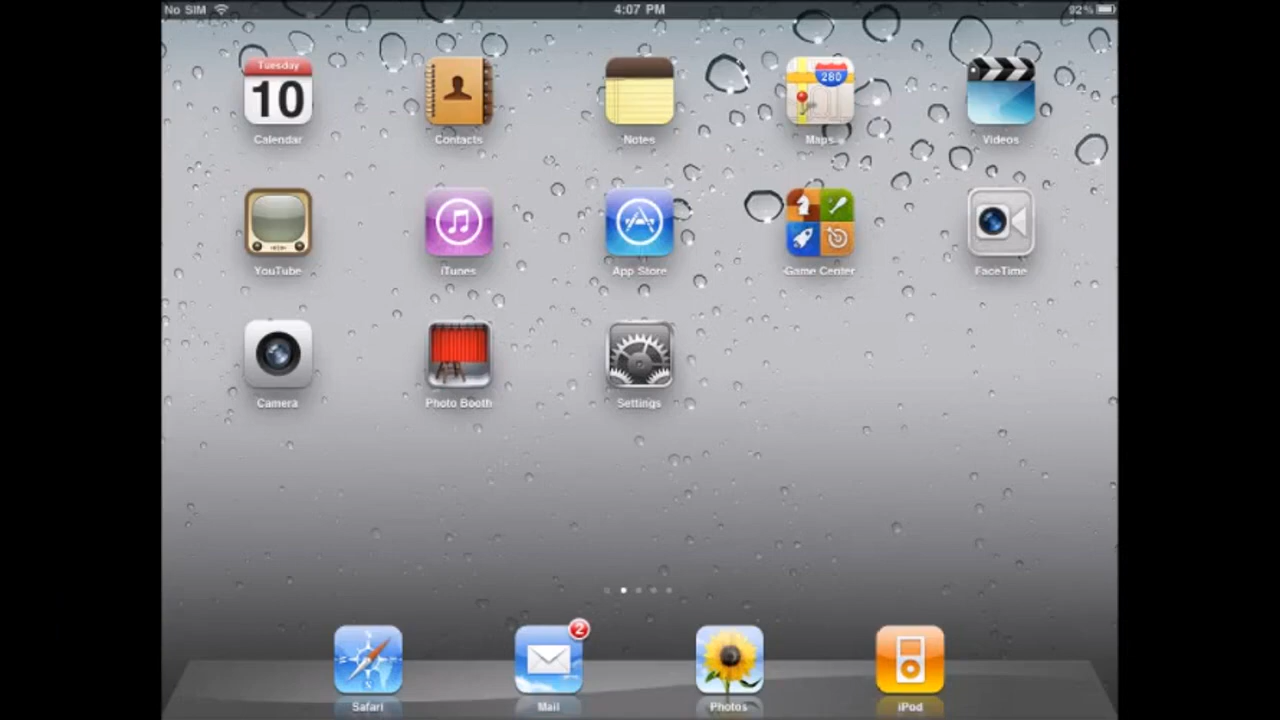 No SIM 4:07 PM 92%
Tuesday
10
280
Calendar Contacts Notes Maps Videos
YouTube iTunes App Store Game Center FaceTime
Camera Photo Booth Settings
2
Safari Mail Photos iPod